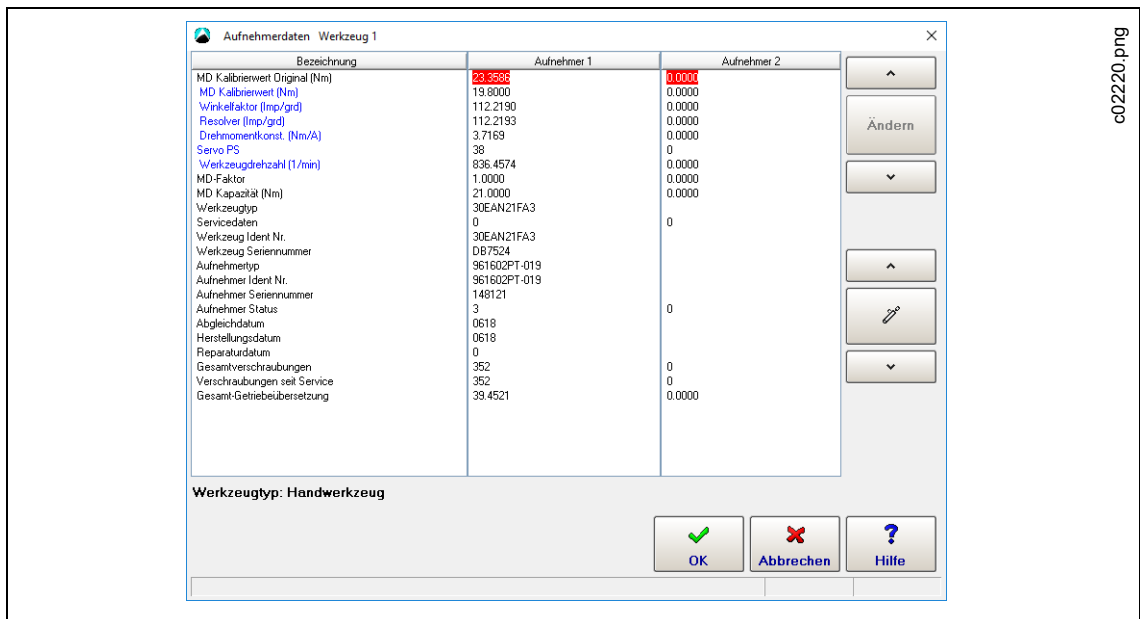 Aufnehmerdaten Werkzeug 1
Bezeichnung Aufnehmer 1 Aufnehmer 2
MD Kalibrierwert Original (Nm) 23.3586 0.0000
MD Kalibrierwert (Nm) 19.8000 0.0000
Winkelfaktor (Imp/grd) 112.2190 0.0000
Resolver (Imp/grd) 112.2193 0.0000
Drehmomentkonst. (Nm/A) 3.7169 0.0000
Servo PS 38 0
Werkzeugdrehzahl (1/min) 836.4574 0.0000
MD-Faktor 1.0000 0.0000
MD Kapazität (Nm) 21.0000 0.0000
Werkzeugtyp 30EAN21FA3
Servicedaten 0 0
Werkzeug Ident Nr. 30EAN21FA3
Werkzeug Seriennummer DB7524
Aufnehmertyp 961602PT-019
Aufnehmer Ident Nr. 961602PT-019
Aufnehmer Seriennummer 148121
Aufnehmer Status 3 0
Abgleichdatum 0618
Herstellungsdatum 0618
Reparaturdatum 0
Gesamtverschraubungen 352 0
Verschraubungen seit Service 352 0
Gesamt-Getriebeübersetzung 39.4521 0.0000
Ändern
Werkzeugtyp: Handwerkzeug
OK Abbrechen Hilfe
c02220.png